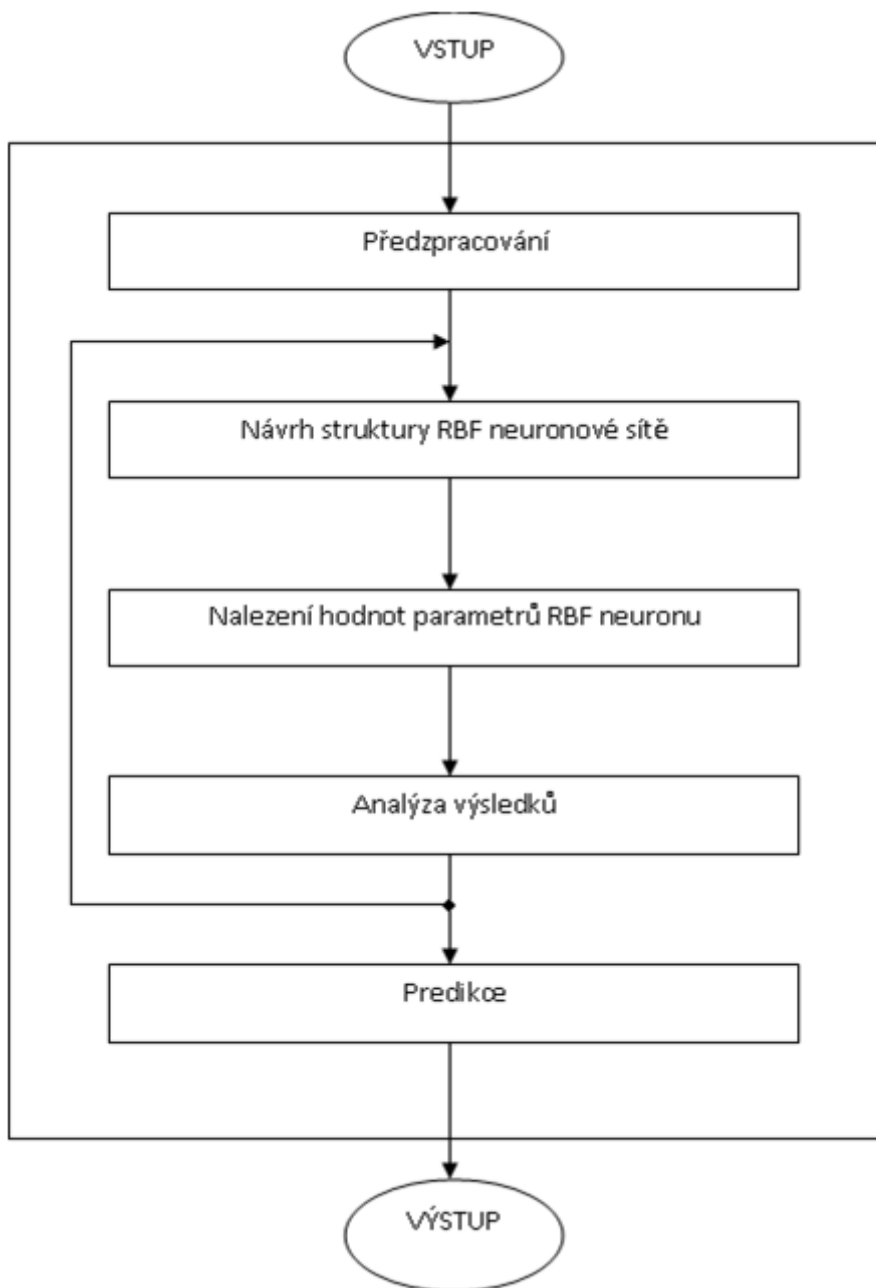 VSTUP
Předzpracování
Návrh struktury RBF neuronové sítě
Nalezení hodnot parametrů RBF neuronu
Analýza výsledků
Predikce
VÝSTUP